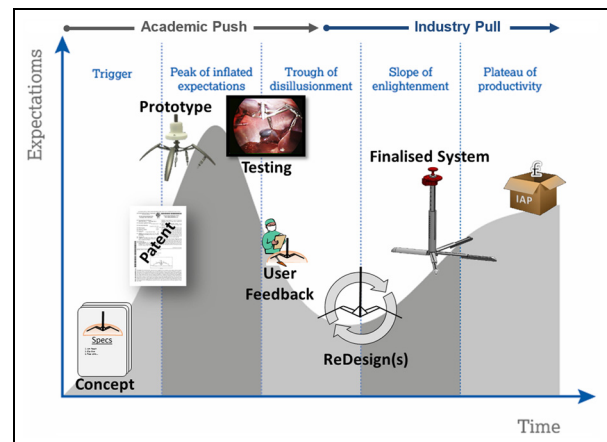 Academic Push
Industry Pull
Trigger
Peak of inflated
expectations
Trough of
disillusionment
Slope of
enlightenment
Plateau of
productivity
Expectations
Prototype
Testing
Finalised System
£
IAP
Patent
User
Feedback
Specs
ReDesign(s)
Concept
Time